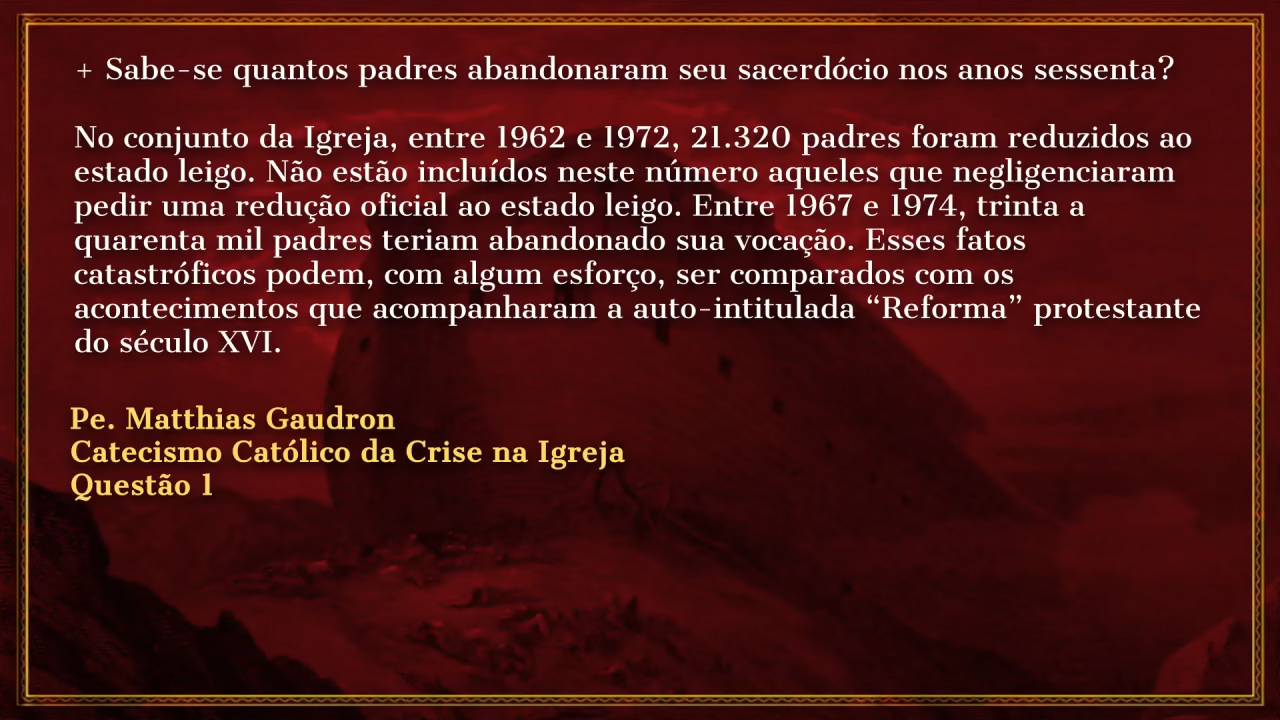 + Sabe-se quantos padres abandonaram seu sacerdócio nos anos sessenta?
No conjunto da Igreja, entre 1962 e 1972, 21.320 padres foram reduzidos ao
estado leigo. Não estão incluídos neste número aqueles que negligenciaram
pedir uma redução oficial ao estado leigo. Entre 1967 e 1974, trinta a
quarenta mil padres teriam abandonado sua vocação. Esses fatos
catastróficos podem, com algum esforço, ser comparados com os
acontecimentos que acompanharam a auto-intitulada “Reforma” protestante
do século XVI.
Pe. Matthias Gaudron
Catecismo Católico da Crise na Igreja
Questão 1